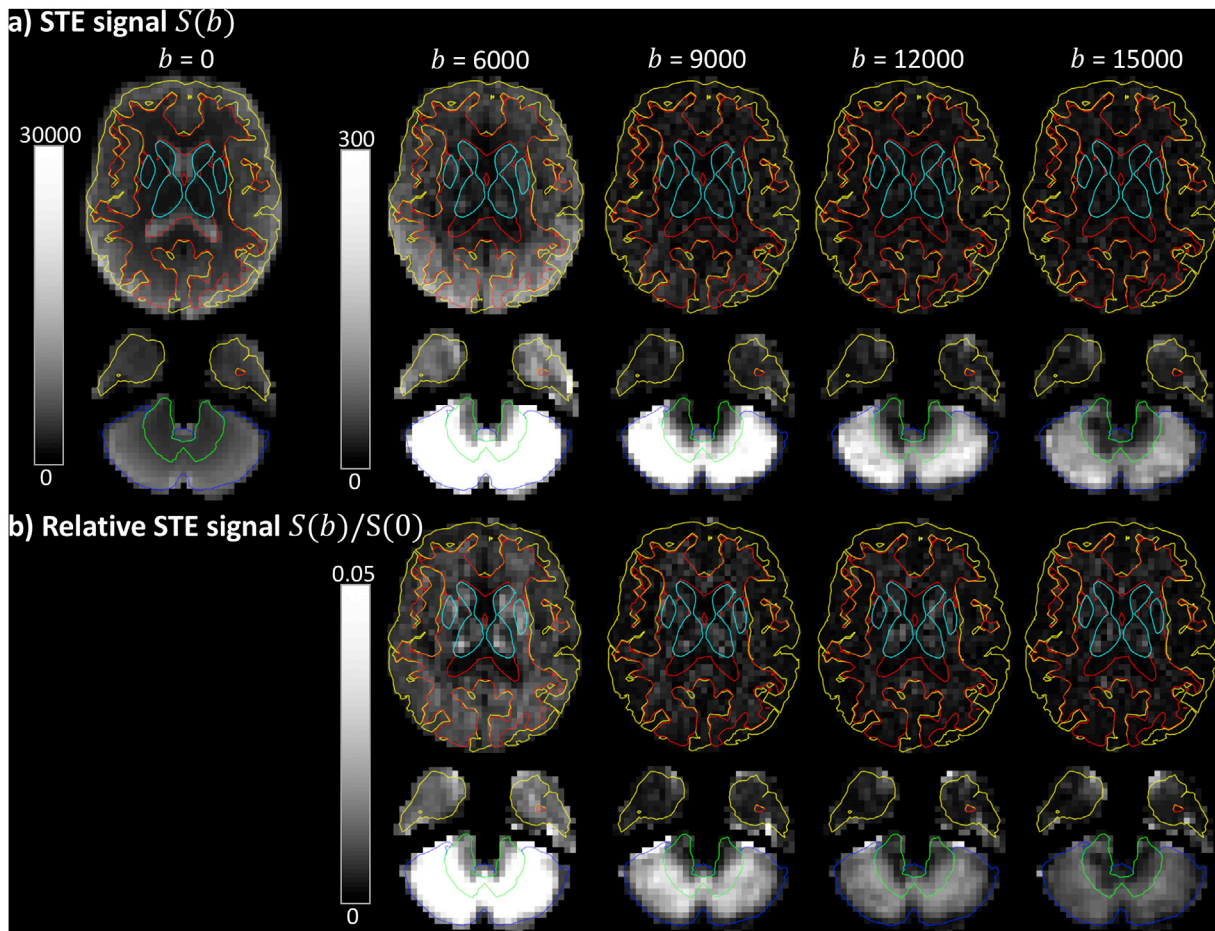 a) STE signal S(b)
b = 0
b = 6000
b = 9000
b = 12000
b = 15000
30000
0
300
0
b) Relative STE signal S(b)/S(0)
0.05
0